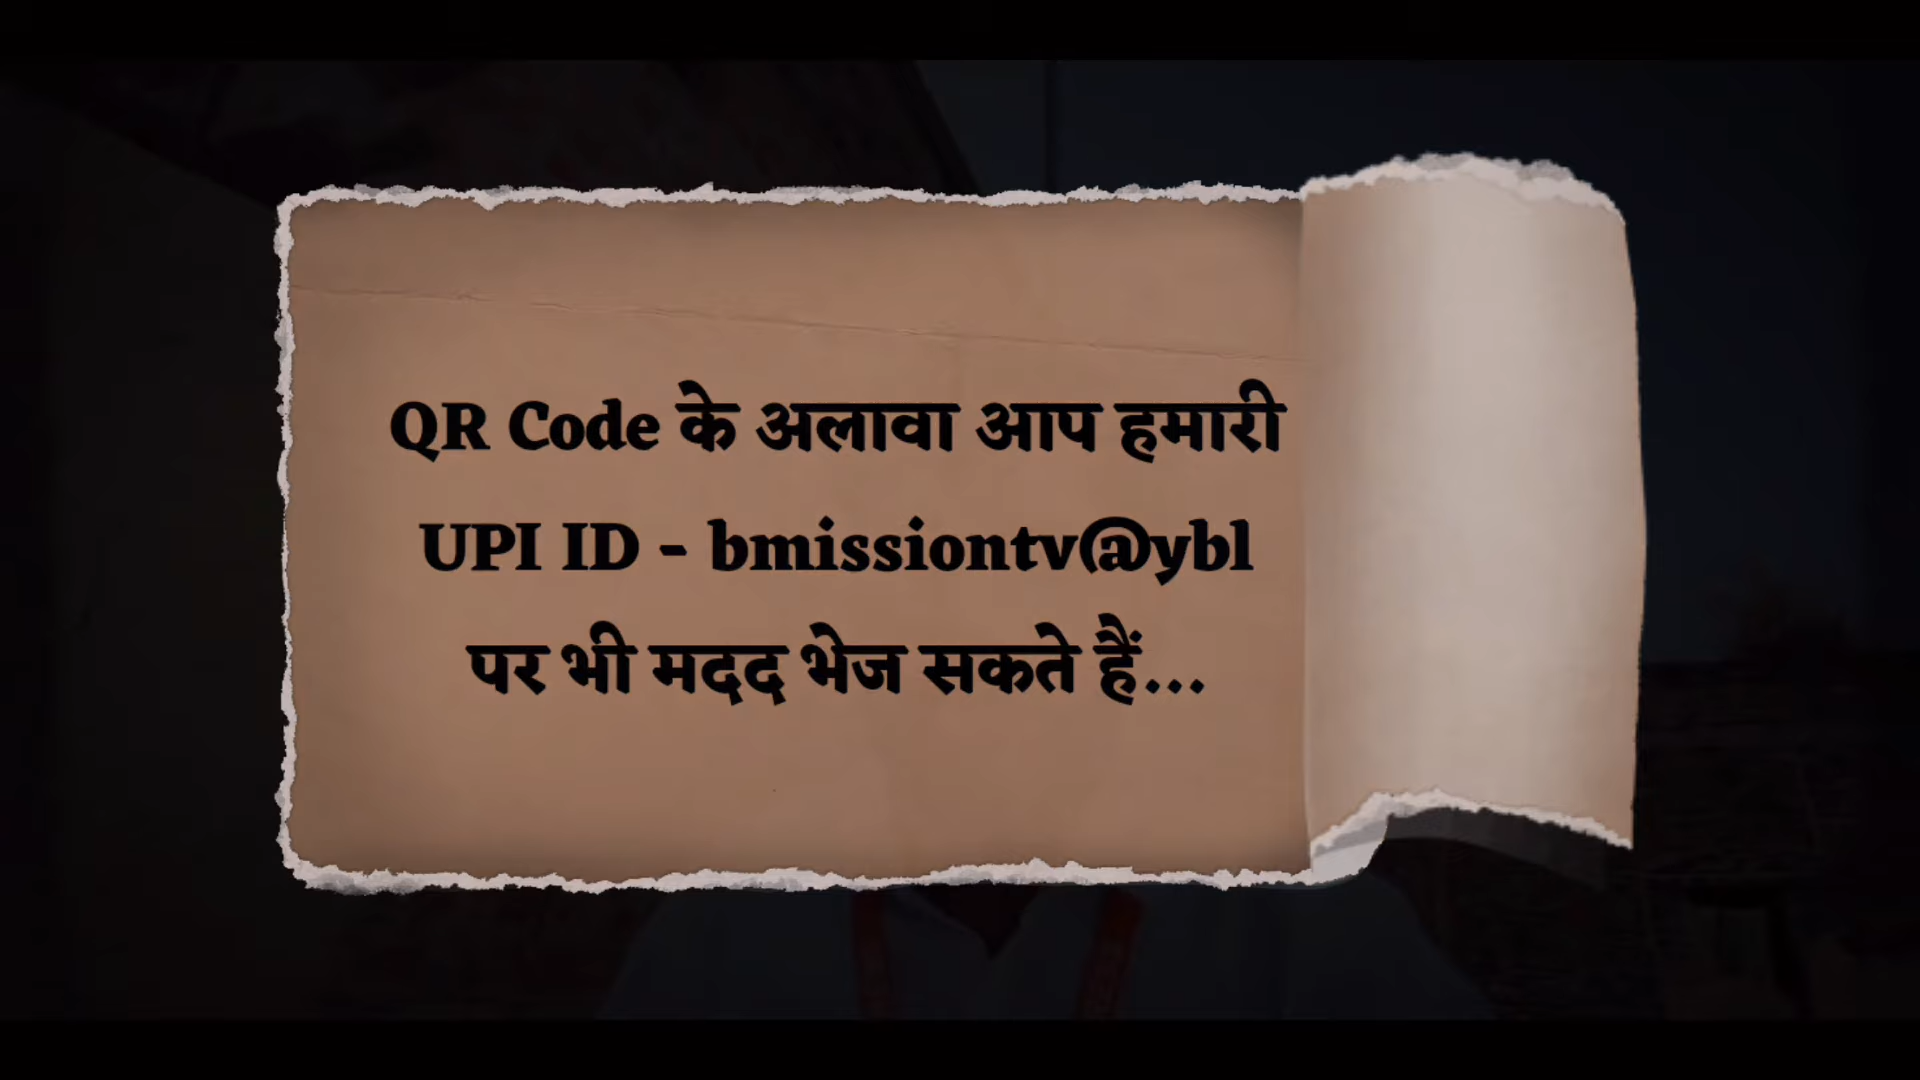 QR Code के अलावा आप हमारी
UPI ID - bmissiontv@ybl
पर भी मदद भेज सकते हैं...